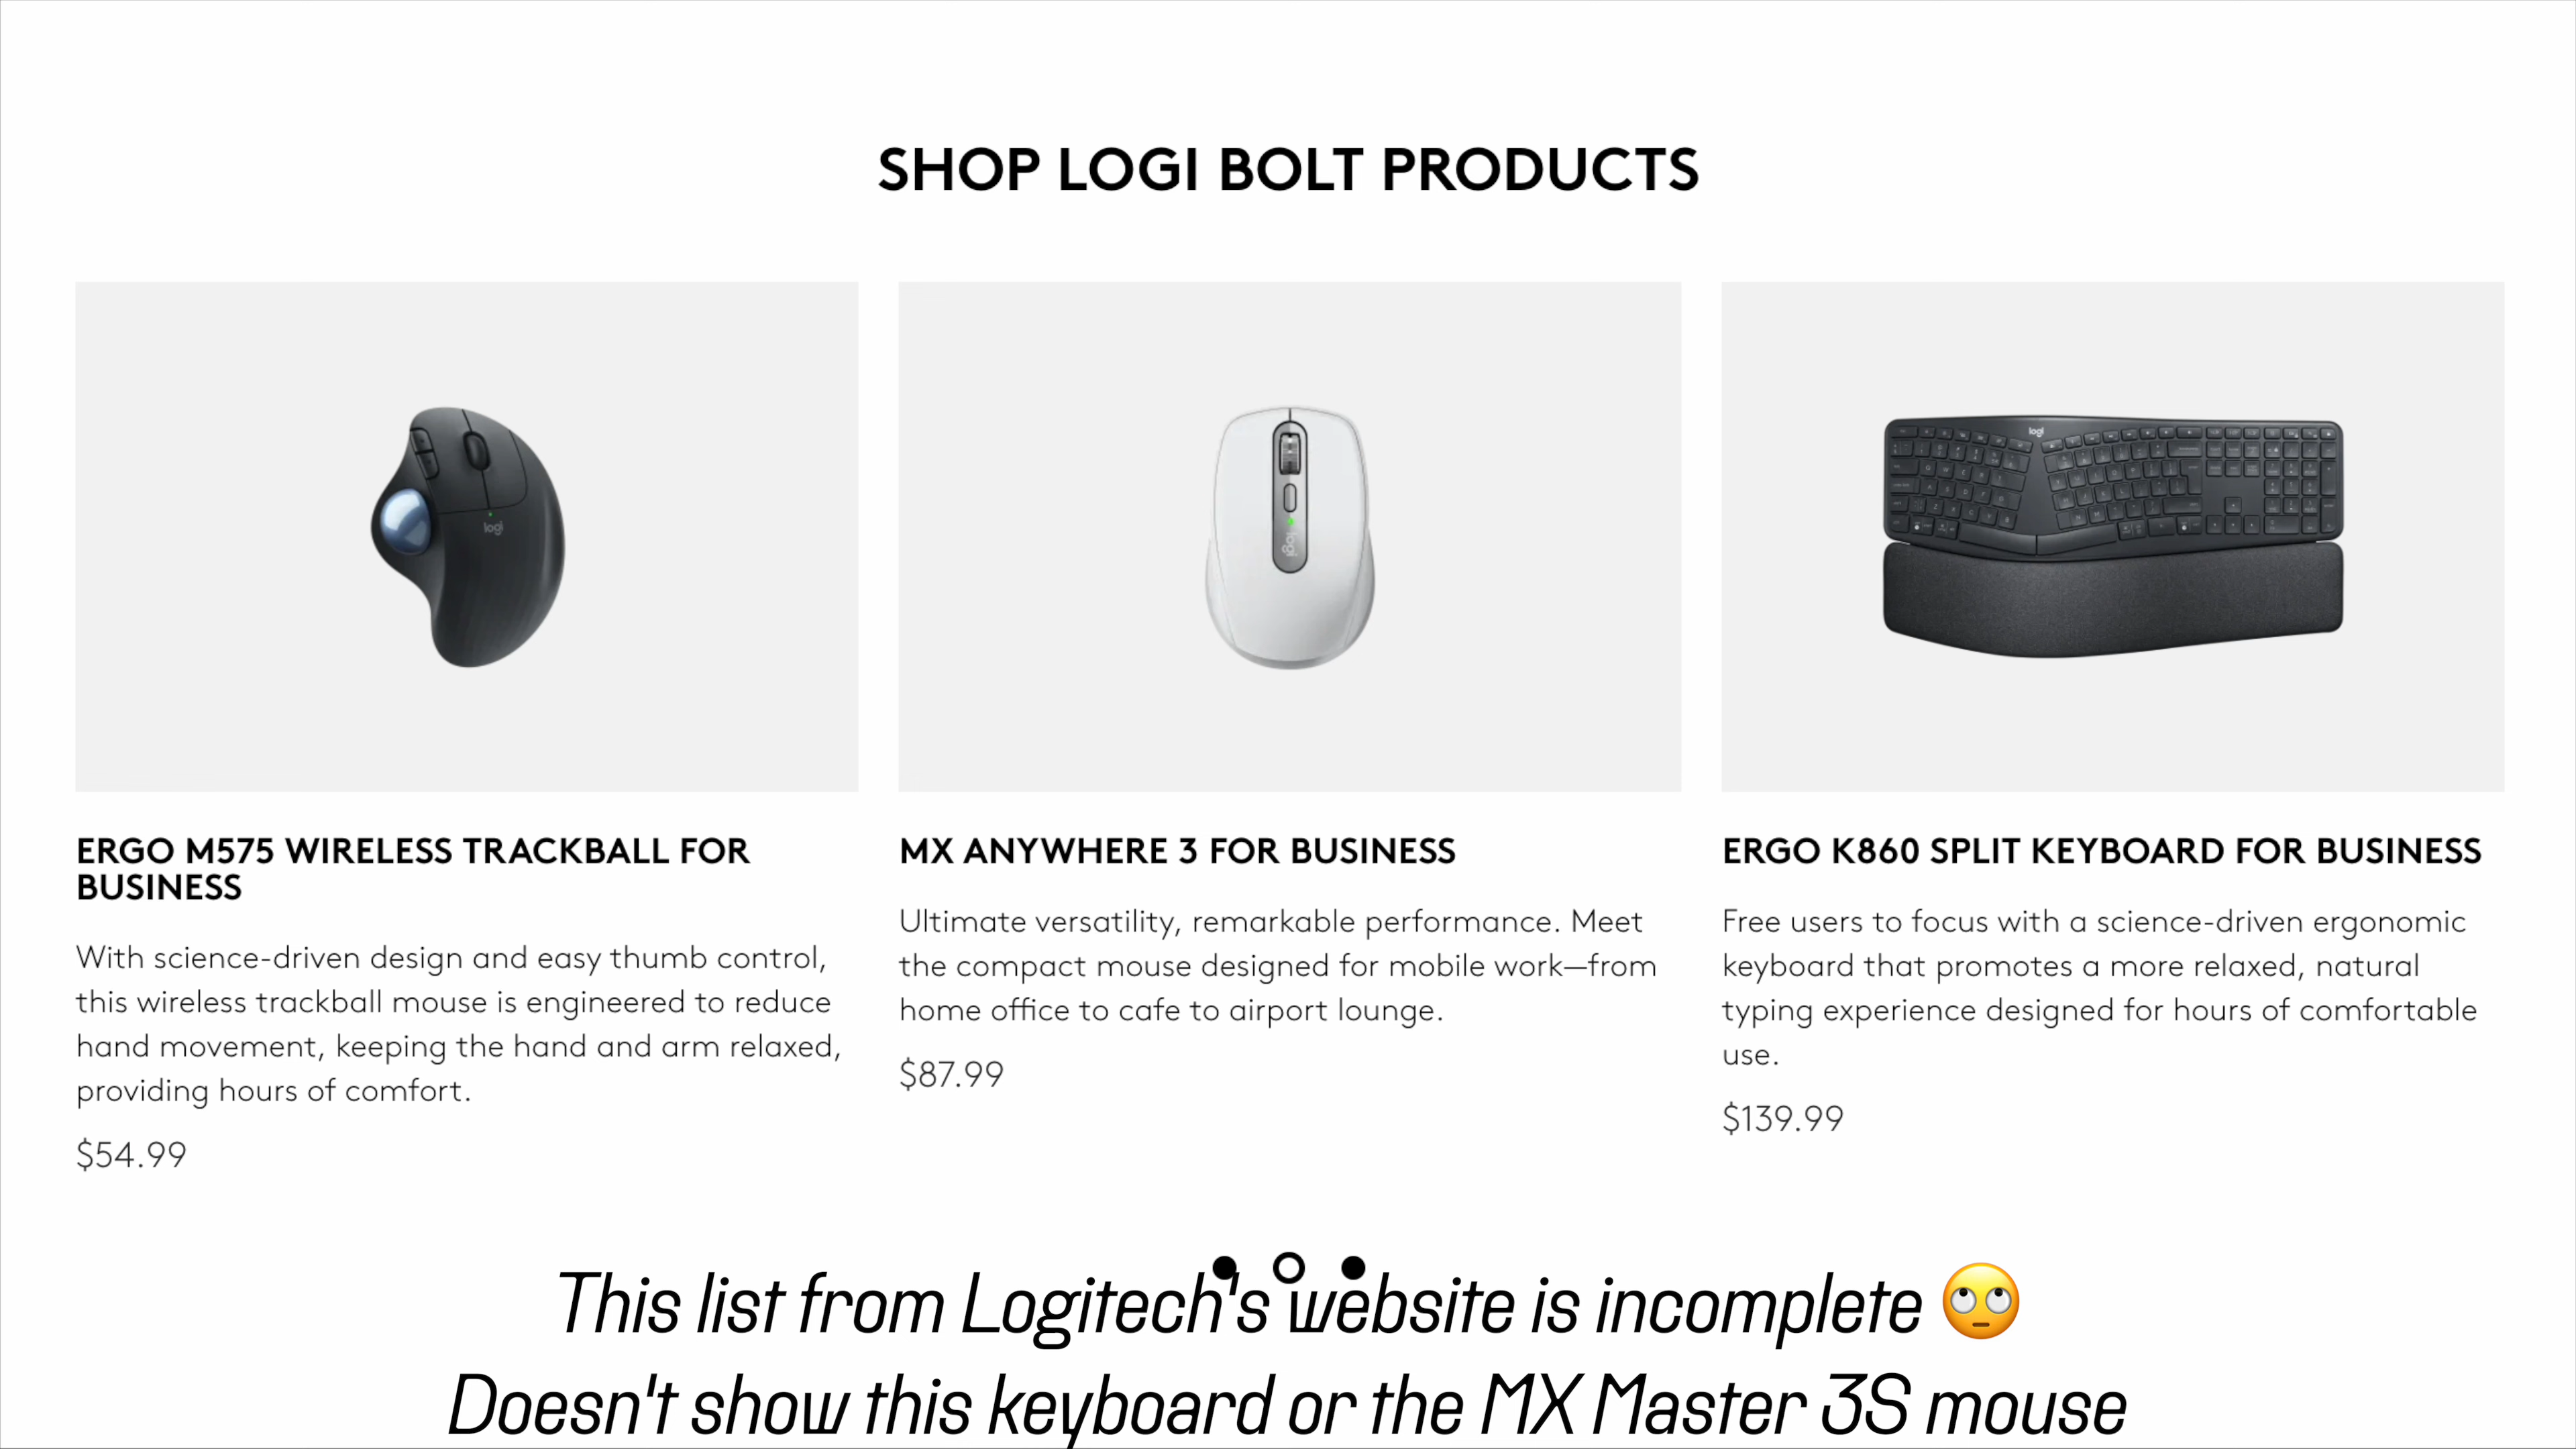 SHOP LOGI BOLT PRODUCTS
logi
logi
logi
ERGO M575 WIRELESS TRACKBALL FOR
BUSINESS
With science-driven design and easy thumb control,
this wireless trackball mouse is engineered to reduce
hand movement, keeping the hand and arm relaxed,
providing hours of comfort.
$54.99
MX ANYWHERE 3 FOR BUSINESS
Ultimate versatility, remarkable performance. Meet
the compact mouse designed for mobile work—from
home office to cafe to airport lounge.
$87.99
ERGO K860 SPLIT KEYBOARD FOR BUSINESS
Free users to focus with a science-driven ergonomic
keyboard that promotes a more relaxed, natural
typing experience designed for hours of comfortable
use.
$139.99
This list from Logitech's website is incomplete 🙄
Doesn't show this keyboard or the MX Master 3S mouse